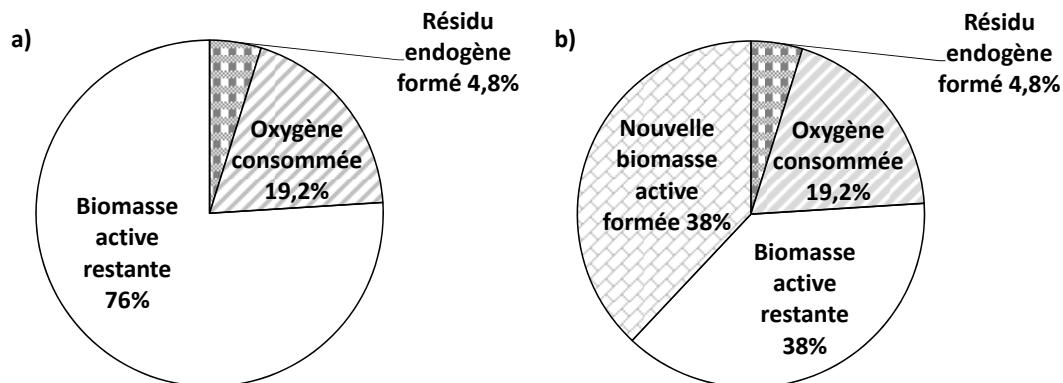 a)
Résidu
endogène
formé 4,8%
Oxygène
consommée
19,2%
Biomasse
active
restante
76%
b)
Résidu
endogène
formé 4,8%
Nouvelle
biomasse
active
formée 38%
Oxygène
consommée
19,2%
Biomasse
active
restante
38%